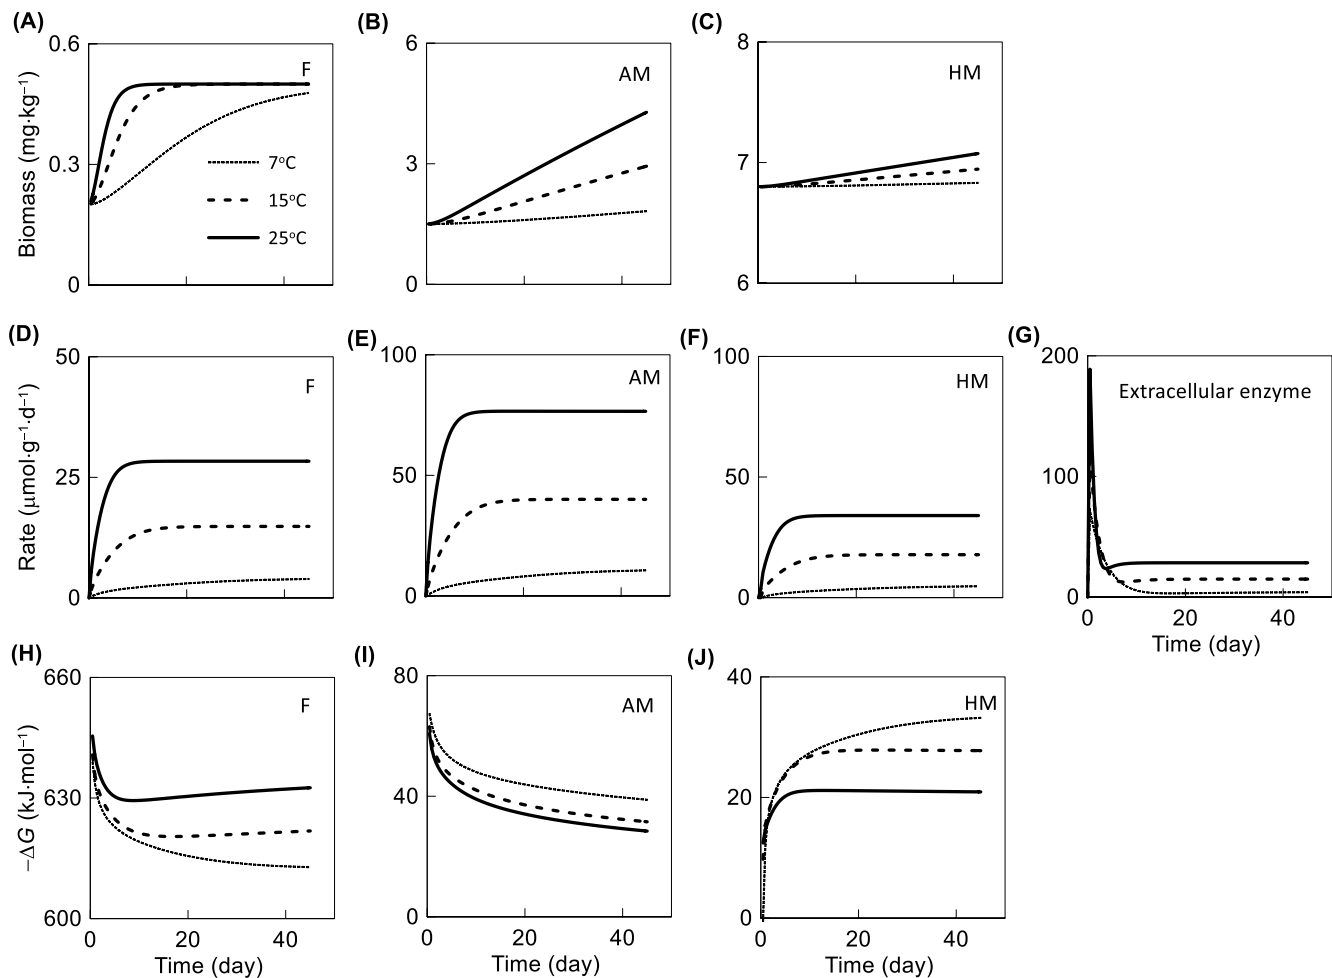 (A)
(B)
(C)
Biomass (mg·kg⁻¹)
0.6
0.3
0
F
7°C
15°C
25°C
6
3
0
AM
8
7
6
HM
(D)
(E)
(F)
(G)
Rate (μmol·g⁻¹·d⁻¹)
50
25
0
F
100
50
0
AM
100
50
0
HM
200
100
0
Extracellular enzyme
0 20 40
Time (day)
(H)
(I)
(J)
−ΔG (kJ·mol⁻¹)
660
630
600
F
0 20 40
Time (day)
80
40
0
AM
0 20 40
Time (day)
40
20
0
HM
0 20 40
Time (day)